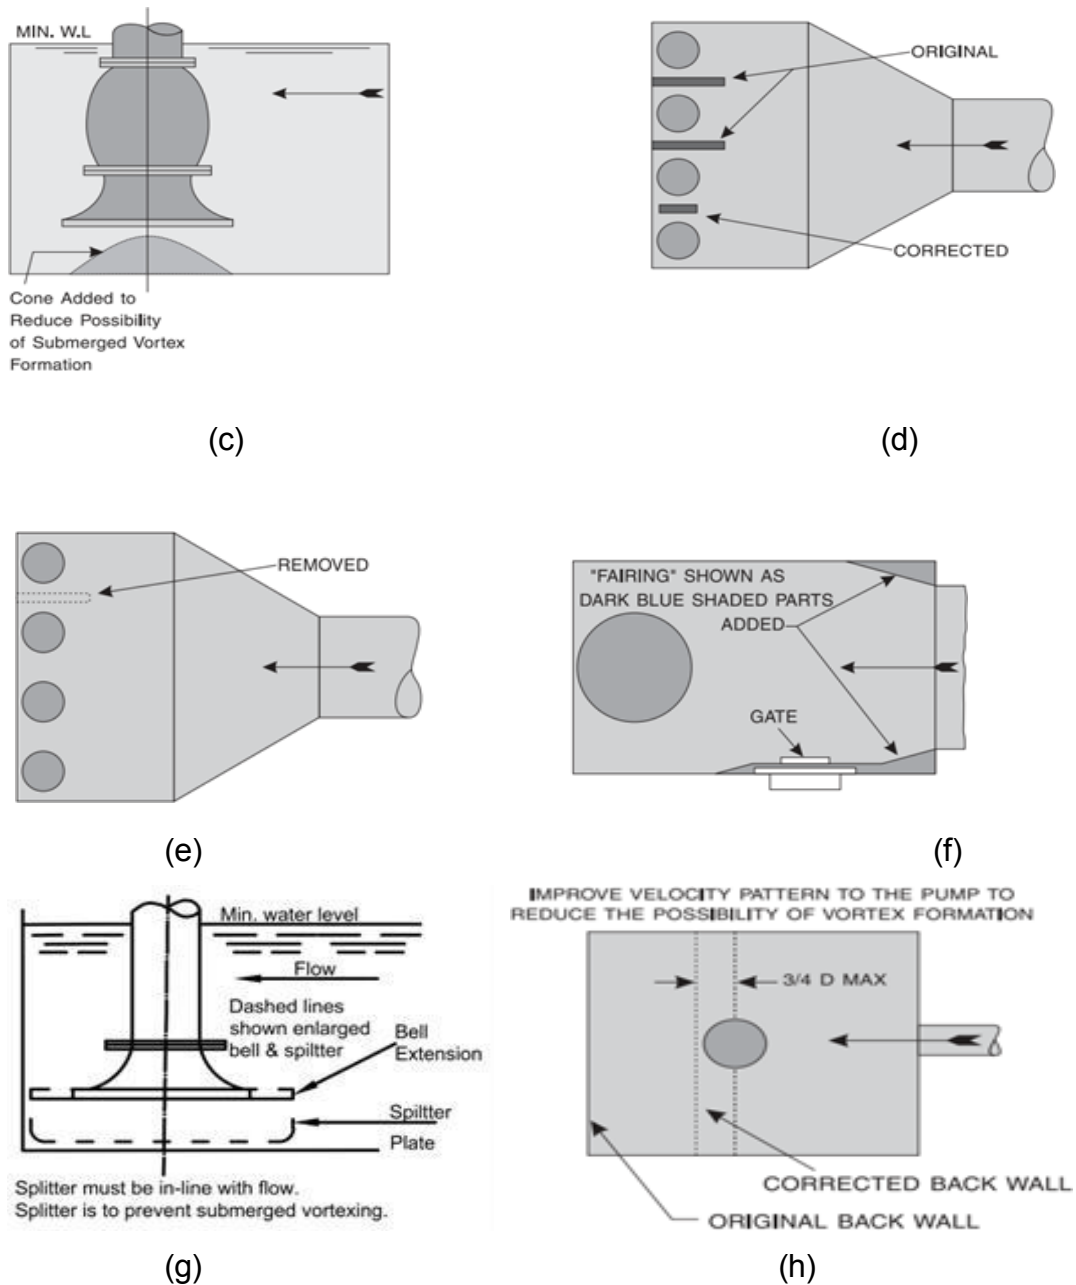 MIN. W.L
Cone Added to
Reduce Possibility
of Submerged Vortex
Formation
(c)
ORIGINAL
CORRECTED
(d)
REMOVED
(e)
"FAIRING" SHOWN AS
DARK BLUE SHADED PARTS
ADDED
GATE
(f)
Min. water level
Flow
Dashed lines
shown enlarged
bell & spiltter
Bell
Extension
Spiltter
Plate
Splitter must be in-line with flow.
Splitter is to prevent submerged vortexing.
(g)
IMPROVE VELOCITY PATTERN TO THE PUMP TO
REDUCE THE POSSIBILITY OF VORTEX FORMATION
3/4 D MAX
CORRECTED BACK WALL
ORIGINAL BACK WALL
(h)